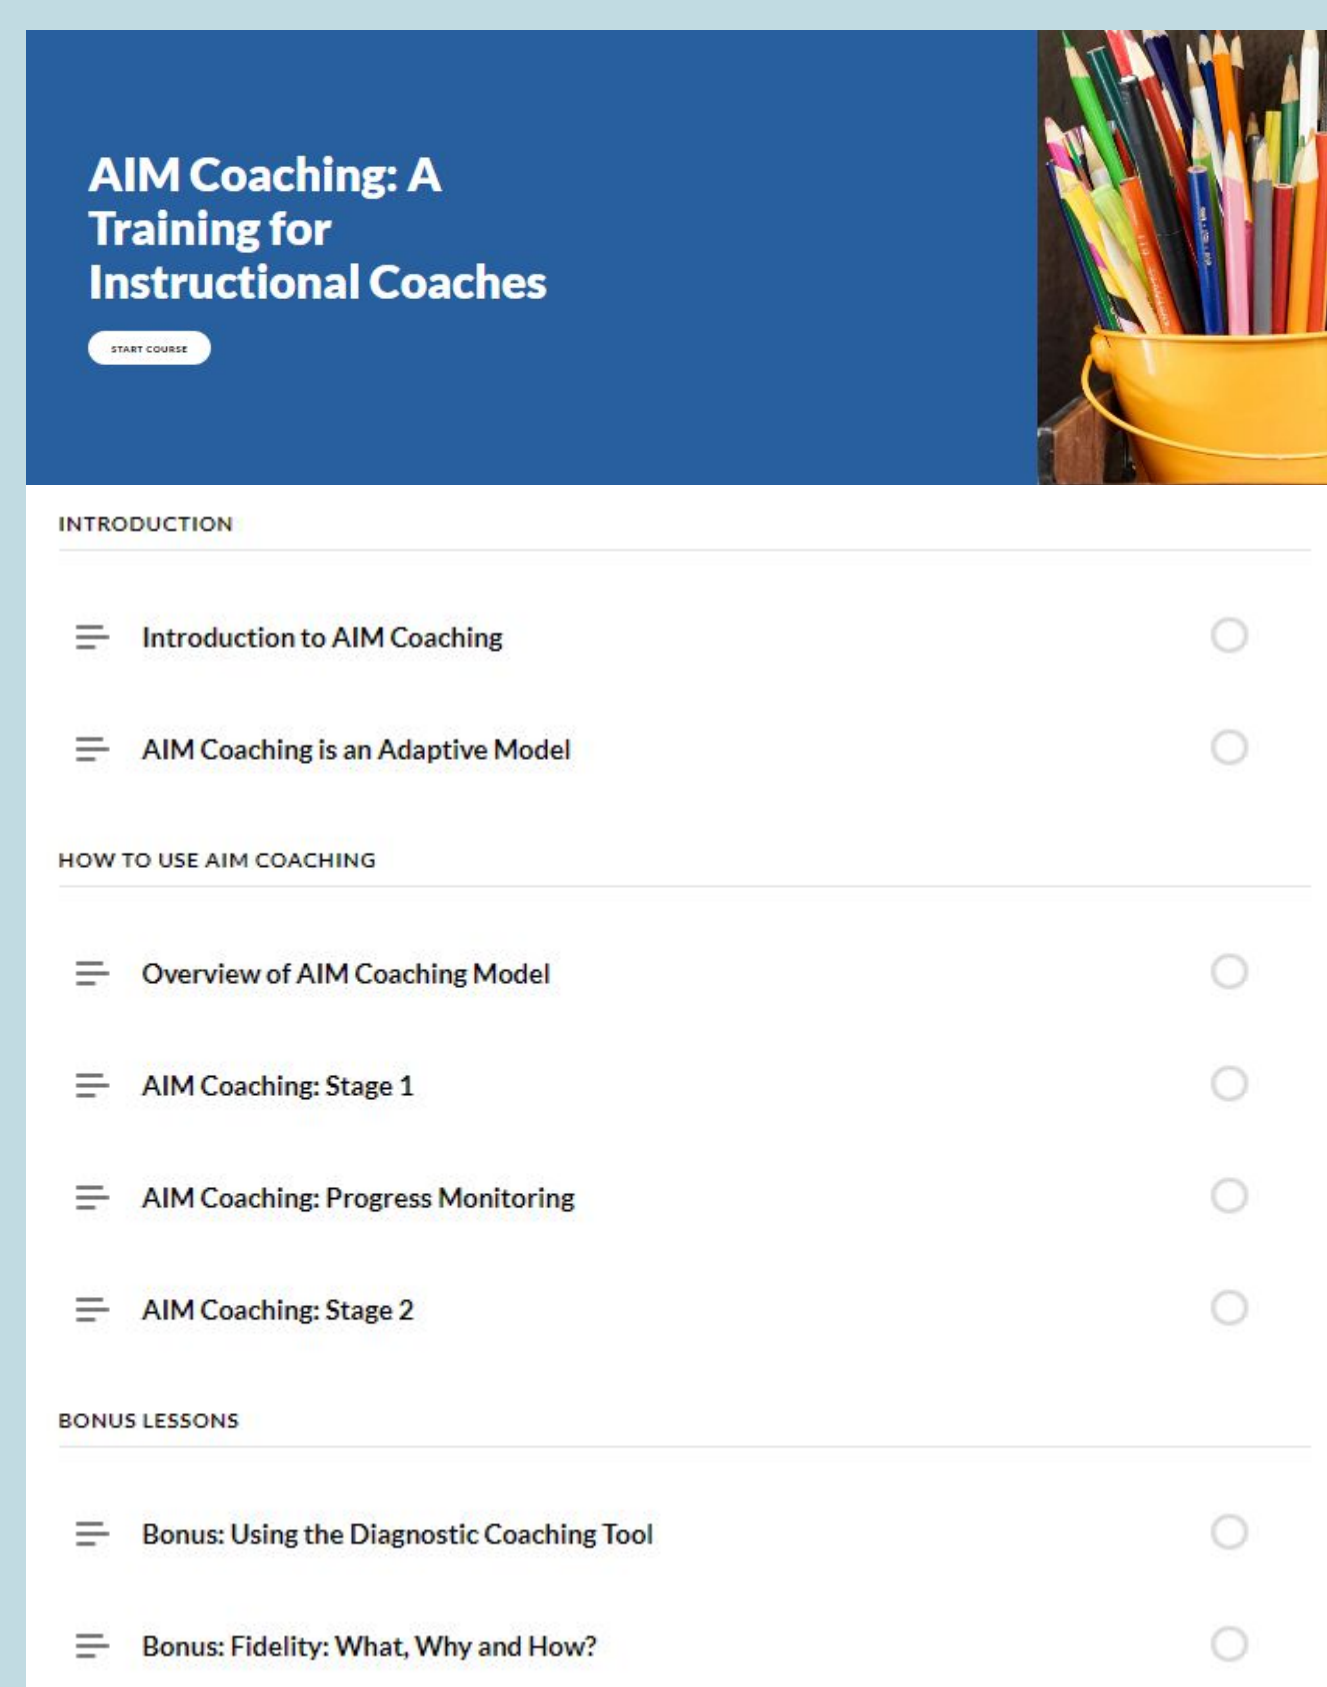 AIM Coaching: A
Training for
Instructional Coaches
START COURSE
INTRODUCTION
Introduction to AIM Coaching
AIM Coaching is an Adaptive Model
HOW TO USE AIM COACHING
Overview of AIM Coaching Model
AIM Coaching: Stage 1
AIM Coaching: Progress Monitoring
AIM Coaching: Stage 2
BONUS LESSONS
Bonus: Using the Diagnostic Coaching Tool
Bonus: Fidelity: What, Why and How?